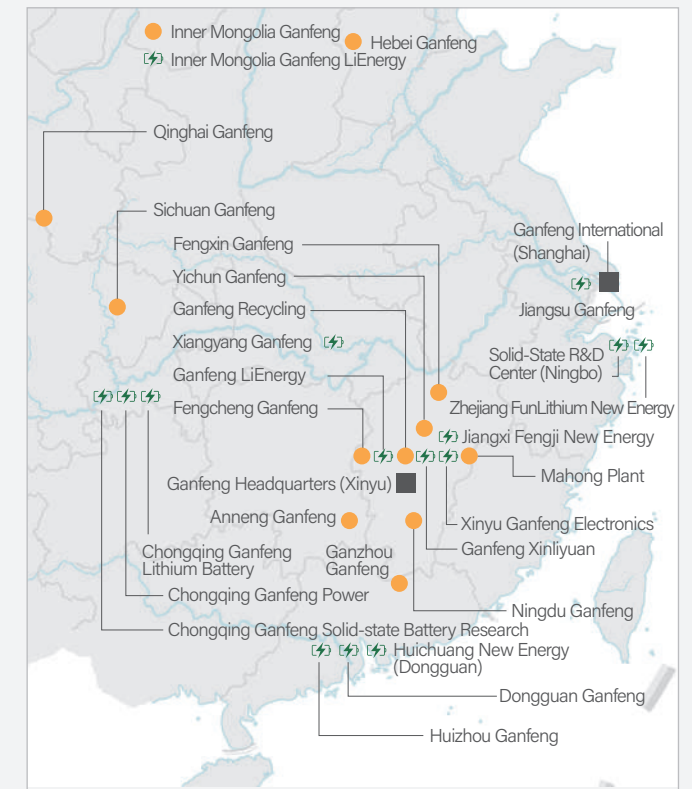 Inner Mongolia Ganfeng
Hebei Ganfeng
Inner Mongolia Ganfeng LiEnergy
Qinghai Ganfeng
Sichuan Ganfeng
Fengxin Ganfeng
Ganfeng International
(Shanghai)
Yichun Ganfeng
Ganfeng Recycling
Jiangsu Ganfeng
Xiangyang Ganfeng
Solid-State R&D
Center (Ningbo)
Ganfeng LiEnergy
Fengcheng Ganfeng
Zhejiang FunLithium New Energy
Jiangxi Fengji New Energy
Ganfeng Headquarters (Xinyu)
Mahong Plant
Anneng Ganfeng
Xinyu Ganfeng Electronics
Chongqing Ganfeng
Lithium Battery
Ganzhou
Ganfeng
Ganfeng Xinliyuan
Chongqing Ganfeng Power
Ningdu Ganfeng
Chongqing Ganfeng Solid-state Battery Research
Huichuang New Energy
(Dongguan)
Dongguan Ganfeng
Huizhou Ganfeng